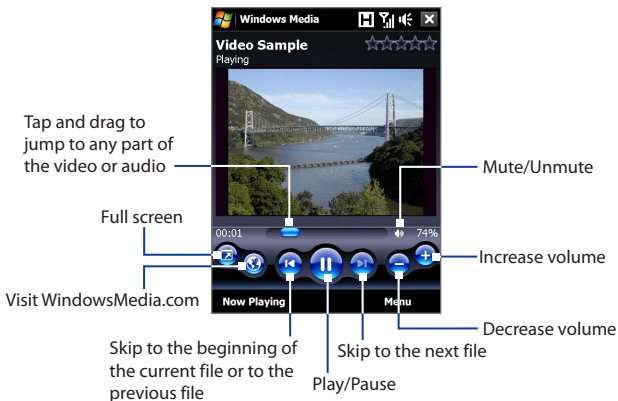 Windows Media
H
Video Sample
Playing
Tap and drag to
jump to any part of
the video or audio
Mute/Unmute
Full screen
00:01
74%
Increase volume
Visit WindowsMedia.com
Now Playing
Menu
Decrease volume
Skip to the beginning of
the current file or to the
previous file
Skip to the next file
Play/Pause